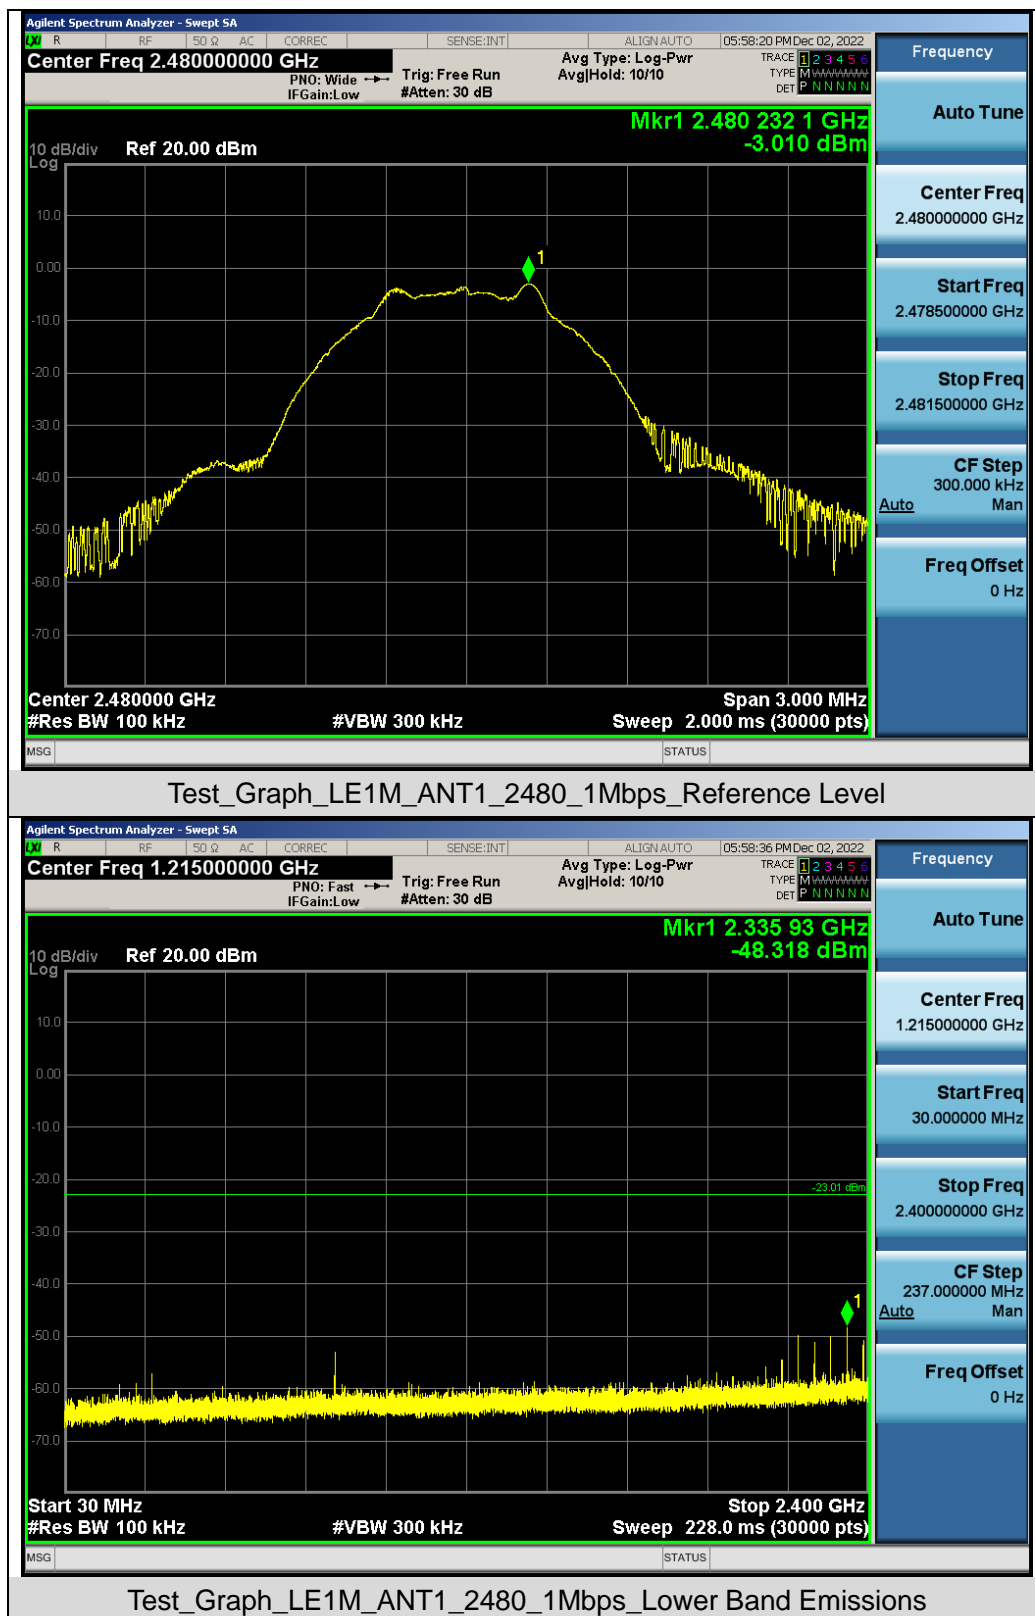 Agilent Spectrum Analyzer - Swept SA
LXI R RF 50 Ω AC CORREC SENSE:INT ALIGN AUTO 05:58:20 PM Dec 02, 2022
Center Freq 2.480000000 GHz
PNO: Wide
IFGain:Low
Trig: Free Run
#Atten: 30 dB
Avg Type: Log-Pwr
Avg|Hold: 10/10
TRACE 1 2 3 4 5 6
TYPE M WWWWW
DET P N N N N N
Frequency
Auto Tune
Center Freq
2.480000000 GHz
Start Freq
2.478500000 GHz
Stop Freq
2.481500000 GHz
CF Step
300.000 kHz
Auto Man
Freq Offset
0 Hz
Mkr1 2.480 232 1 GHz
-3.010 dBm
10 dB/div Ref 20.00 dBm
Log
10.0
1
0.00
-10.0
-20.0
-30.0
-40.0
-50.0
-60.0
-70.0
Center 2.480000 GHz Span 3.000 MHz
#Res BW 100 kHz #VBW 300 kHz Sweep 2.000 ms (30000 pts)
MSG STATUS
Test_Graph_LE1M_ANT1_2480_1Mbps_Reference Level
Agilent Spectrum Analyzer - Swept SA
LXI R RF 50 Ω AC CORREC SENSE:INT ALIGN AUTO 05:58:36 PM Dec 02, 2022
Center Freq 1.215000000 GHz
PNO: Fast
IFGain:Low
Trig: Free Run
#Atten: 30 dB
Avg Type: Log-Pwr
Avg|Hold: 10/10
TRACE 1 2 3 4 5 6
TYPE M WWWWW
DET P N N N N N
Frequency
Auto Tune
Center Freq
1.215000000 GHz
Start Freq
30.000000 MHz
Stop Freq
2.400000000 GHz
CF Step
237.000000 MHz
Auto Man
Freq Offset
0 Hz
Mkr1 2.335 93 GHz
-48.318 dBm
10 dB/div Ref 20.00 dBm
Log
10.0
0.00
-10.0
-20.0
-23.01 dBm
-30.0
-40.0
1
-50.0
-60.0
-70.0
Start 30 MHz Stop 2.400 GHz
#Res BW 100 kHz #VBW 300 kHz Sweep 228.0 ms (30000 pts)
MSG STATUS
Test_Graph_LE1M_ANT1_2480_1Mbps_Lower Band Emissions